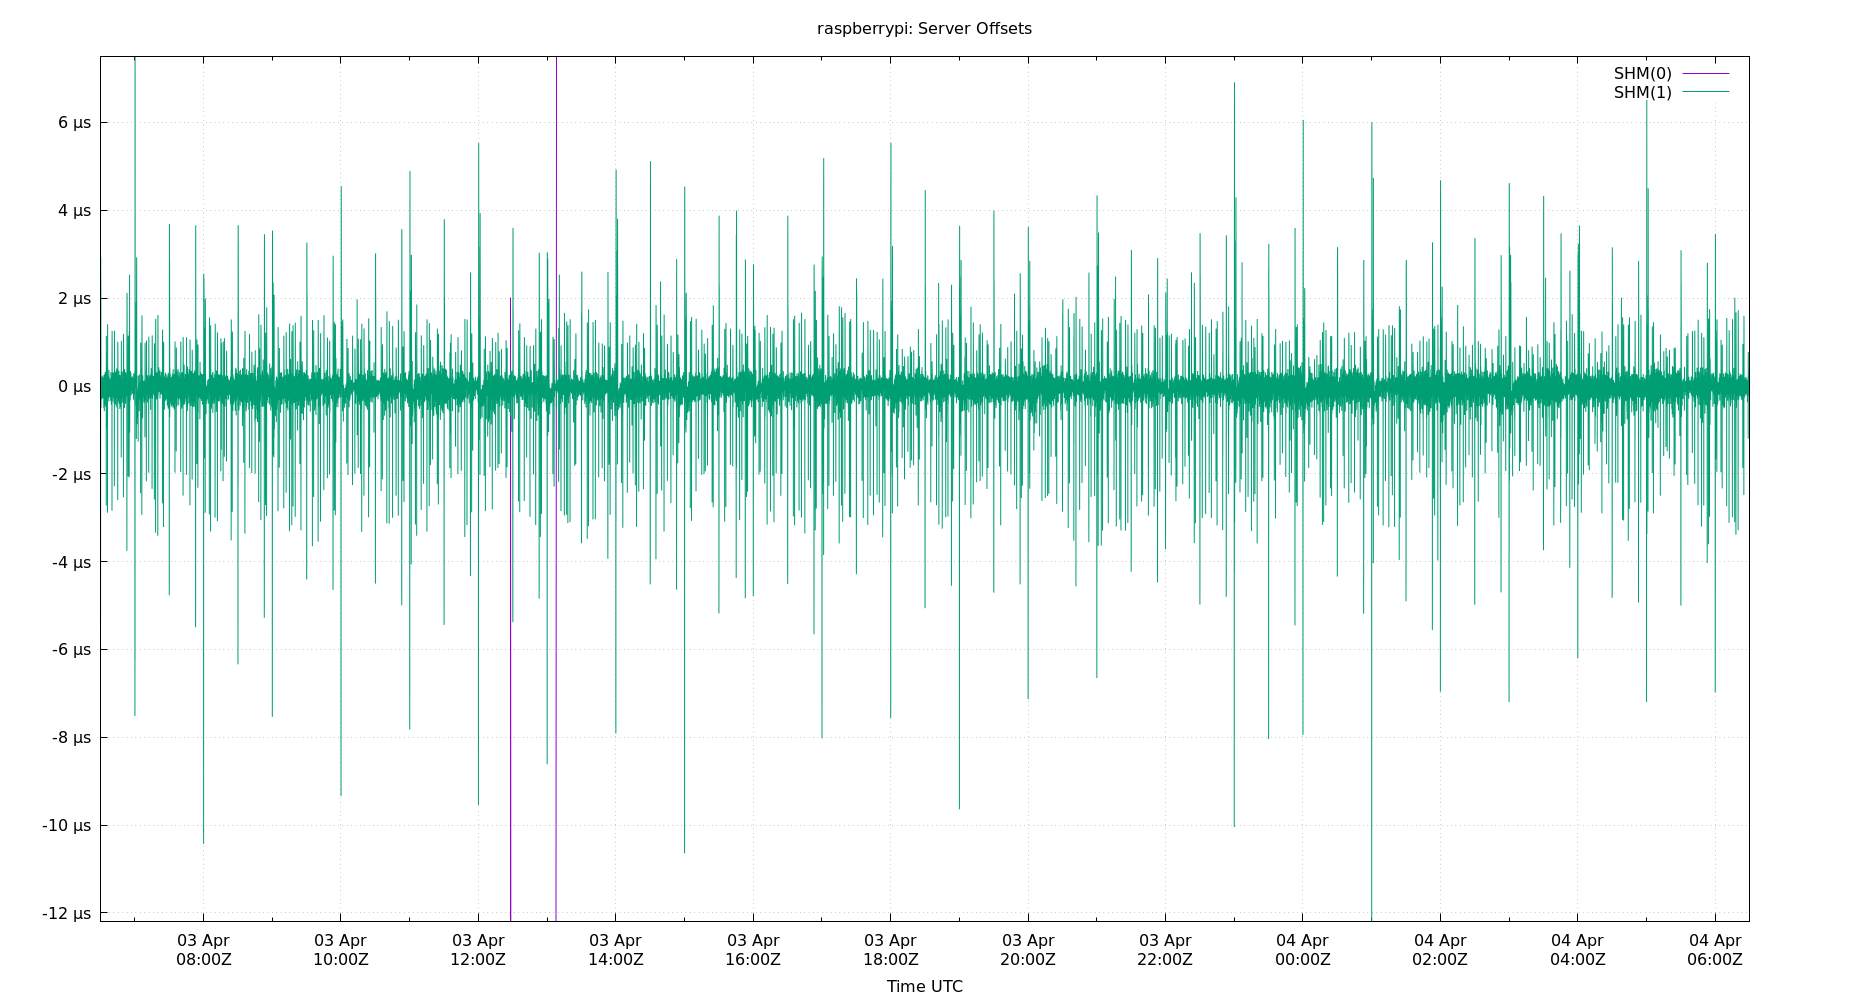 raspberrypi: Server Offsets
SHM(0)
SHM(1)
6 µs
4 µs
2 µs
0 µs
-2 µs
-4 µs
-6 µs
-8 µs
-10 µs
-12 µs
03 Apr 03 Apr 03 Apr 03 Apr 03 Apr 03 Apr 03 Apr 03 Apr 04 Apr 04 Apr 04 Apr 04 Apr
08:00Z 10:00Z 12:00Z 14:00Z 16:00Z 18:00Z 20:00Z 22:00Z 00:00Z 02:00Z 04:00Z 06:00Z
Time UTC